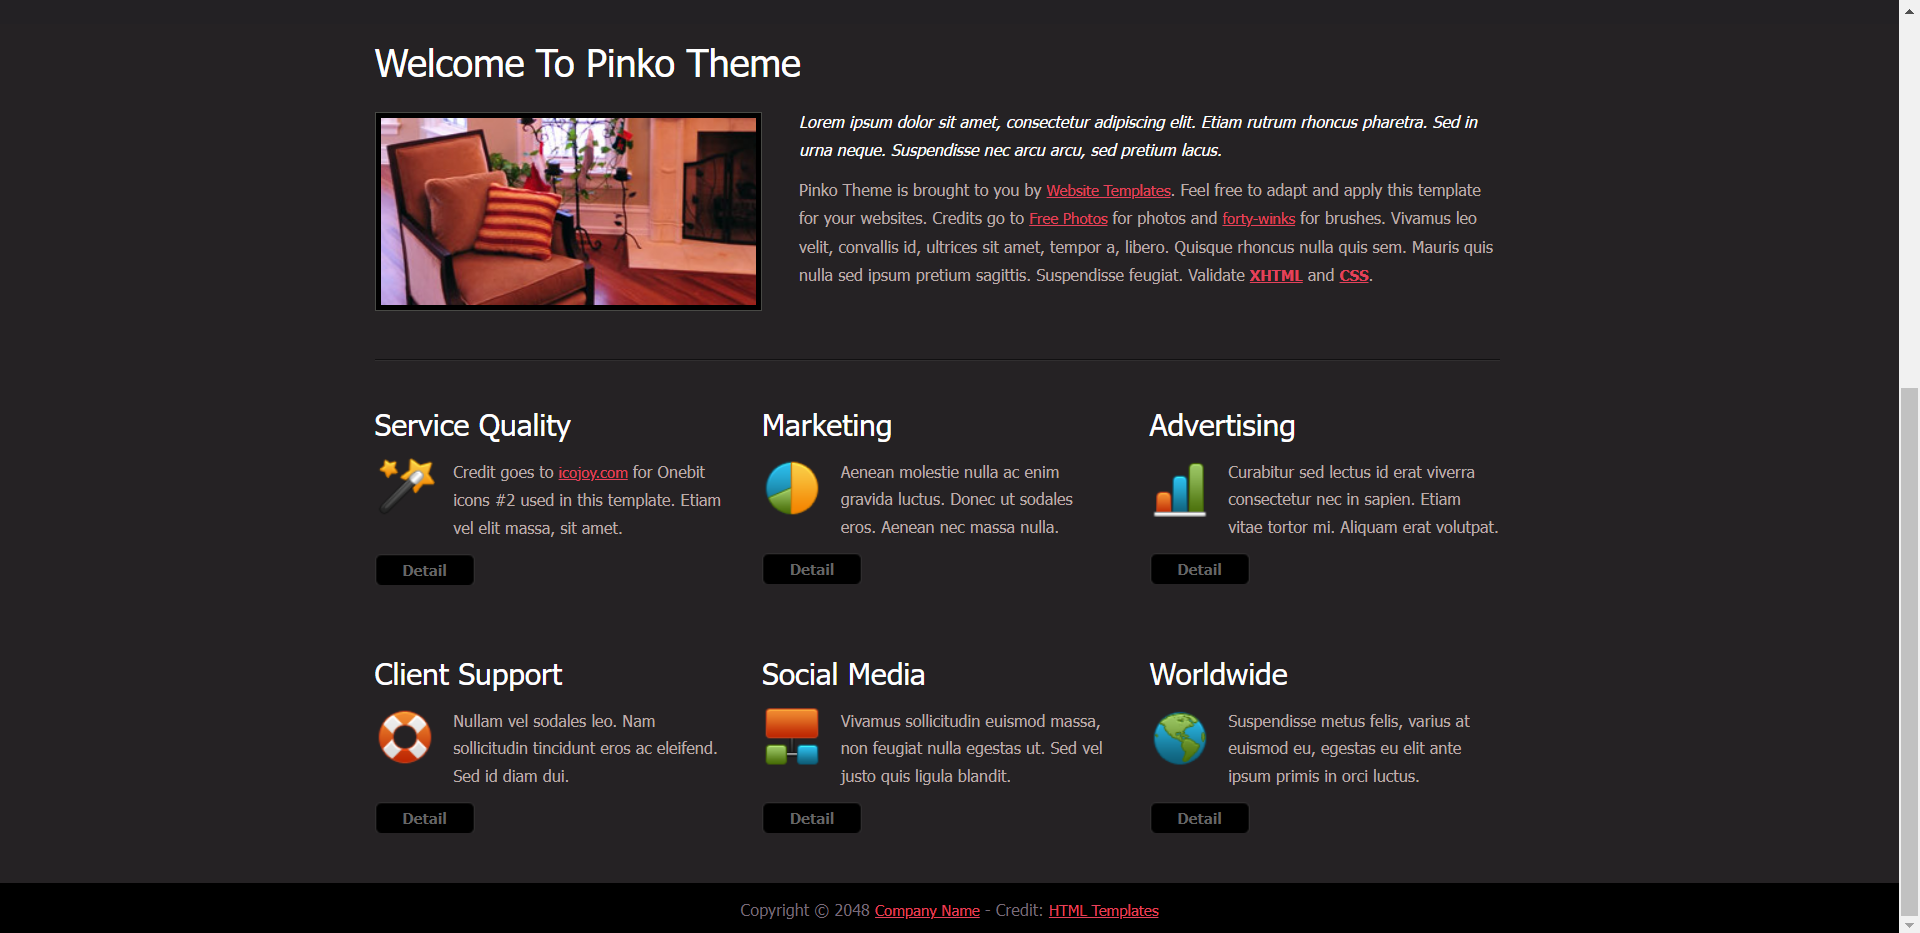 Welcome To Pinko Theme
Lorem ipsum dolor sit amet, consectetur adipiscing elit. Etiam rutrum rhoncus pharetra. Sed in
urna neque. Suspendisse nec arcu arcu, sed pretium lacus.
Pinko Theme is brought to you by Website Templates. Feel free to adapt and apply this template
for your websites. Credits go to Free Photos for photos and forty-winks for brushes. Vivamus leo
velit, convallis id, ultrices sit amet, tempor a, libero. Quisque rhoncus nulla quis sem. Mauris quis
nulla sed ipsum pretium sagittis. Suspendisse feugiat. Validate XHTML and CSS.
Service Quality
Credit goes to icojoy.com for Onebit
icons #2 used in this template. Etiam
vel elit massa, sit amet.
Detail
Marketing
Aenean molestie nulla ac enim
gravida luctus. Donec ut sodales
eros. Aenean nec massa nulla.
Detail
Advertising
Curabitur sed lectus id erat viverra
consectetur nec in sapien. Etiam
vitae tortor mi. Aliquam erat volutpat.
Detail
Client Support
Nullam vel sodales leo. Nam
sollicitudin tincidunt eros ac eleifend.
Sed id diam dui.
Detail
Social Media
Vivamus sollicitudin euismod massa,
non feugiat nulla egestas ut. Sed vel
justo quis ligula blandit.
Detail
Worldwide
Suspendisse metus felis, varius at
euismod eu, egestas eu elit ante
ipsum primis in orci luctus.
Detail
Copyright © 2048 Company Name - Credit: HTML Templates